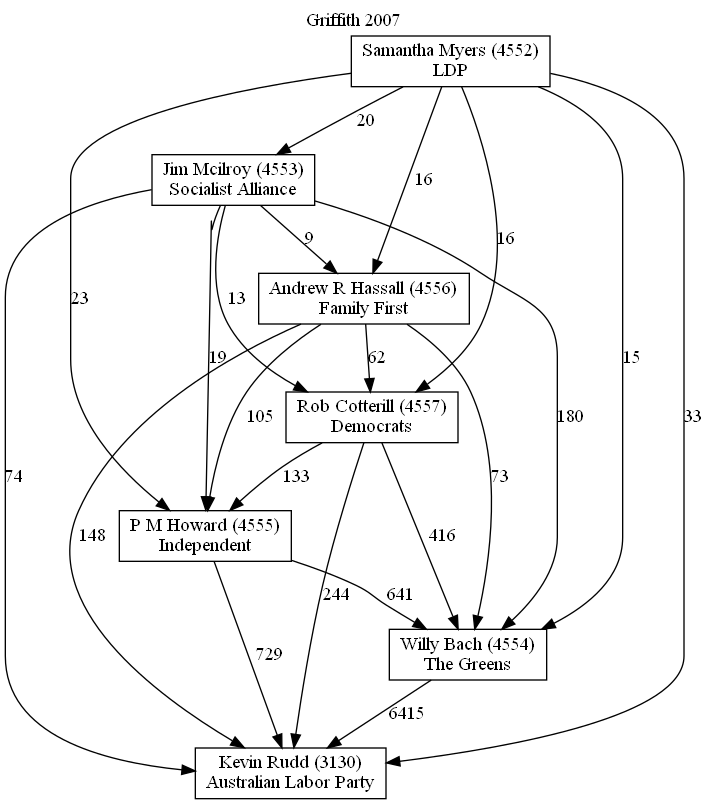 Griffith 2007
Samantha Myers (4552)
LDP
20
Jim Mcilroy (4553)
Socialist Alliance
16
9
16
Andrew R Hassall (4556)
Family First
23
13
19
62
15
Rob Cotterill (4557)
Democrats
105
180
33
74
133
73
P M Howard (4555)
Independent
148
416
244
641
Willy Bach (4554)
The Greens
729
6415
Kevin Rudd (3130)
Australian Labor Party